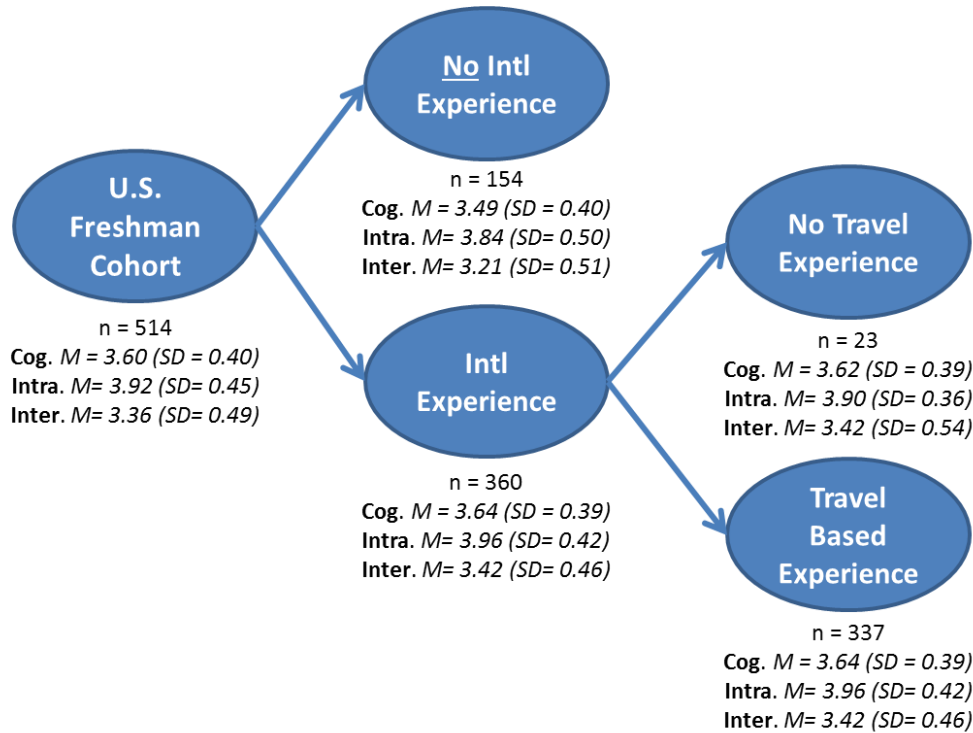 U.S.
Freshman
Cohort
n = 514
Cog. M = 3.60 (SD = 0.40)
Intra. M= 3.92 (SD= 0.45)
Inter. M= 3.36 (SD= 0.49)
No Intl
Experience
n = 154
Cog. M = 3.49 (SD = 0.40)
Intra. M= 3.84 (SD= 0.50)
Inter. M= 3.21 (SD= 0.51)
Intl
Experience
n = 360
Cog. M = 3.64 (SD = 0.39)
Intra. M= 3.96 (SD= 0.42)
Inter. M= 3.42 (SD= 0.46)
No Travel
Experience
n = 23
Cog. M = 3.62 (SD = 0.39)
Intra. M= 3.90 (SD= 0.36)
Inter. M= 3.42 (SD= 0.54)
Travel
Based
Experience
n = 337
Cog. M = 3.64 (SD = 0.39)
Intra. M= 3.96 (SD= 0.42)
Inter. M= 3.42 (SD= 0.46)